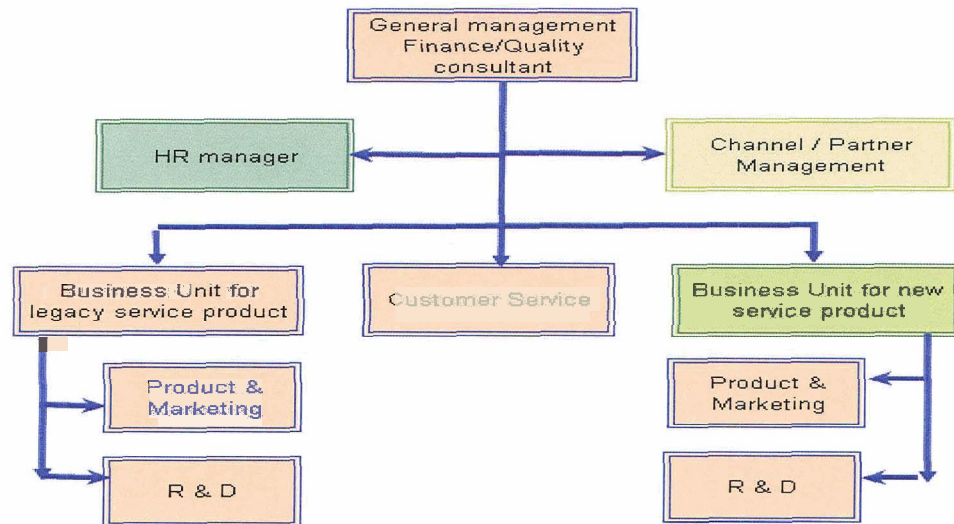 General management
Finance/Quality
consultant
HR manager
Channel / Partner
Management
Business Unit for
legacy service product
Customer Service
Business Unit for new
service product
Product &
Marketing
Product &
Marketing
R & D
R & D